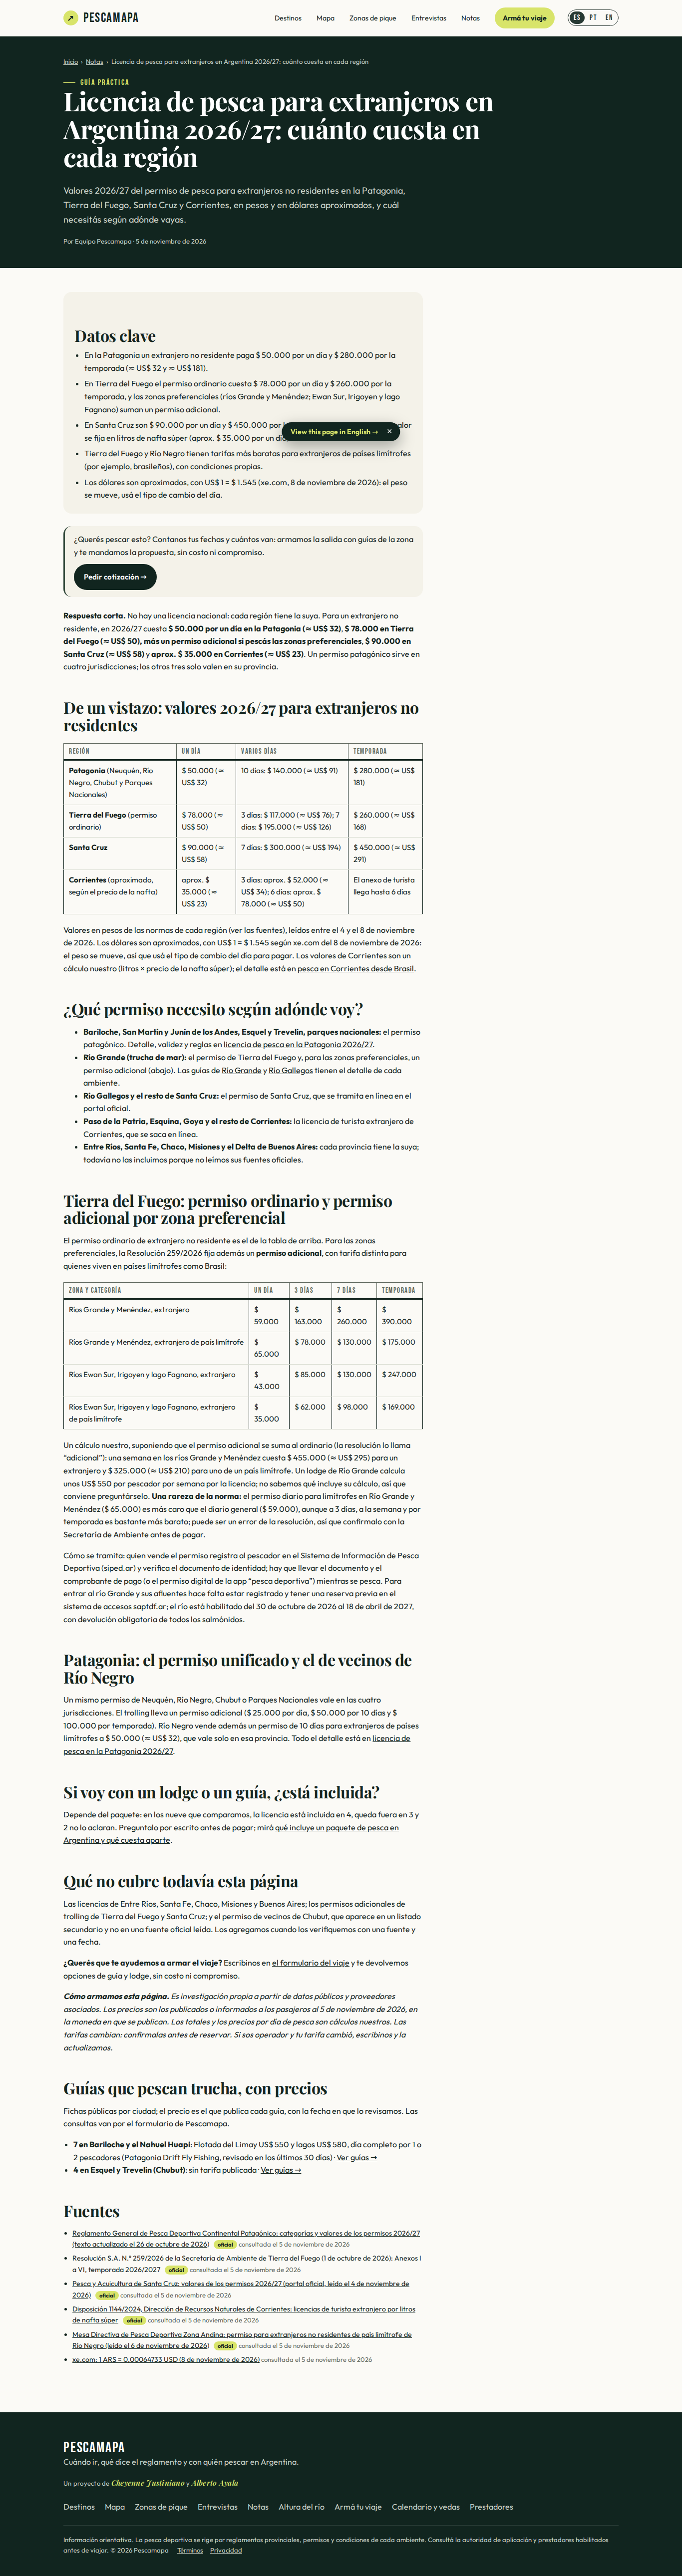 ↗ PESCAMAPA
Destinos Mapa Zonas de pique Entrevistas Notas Armá tu viaje ES PT EN
Inicio › Notas › Licencia de pesca para extranjeros en Argentina 2026/27: cuánto cuesta en cada región
GUÍA PRÁCTICA
Licencia de pesca para extranjeros en
Argentina 2026/27: cuánto cuesta en
cada región
Valores 2026/27 del permiso de pesca para extranjeros no residentes en la Patagonia,
Tierra del Fuego, Santa Cruz y Corrientes, en pesos y en dólares aproximados, y cuál
necesitás según adónde vayas.
Por Equipo Pescamapa · 5 de noviembre de 2026
Datos clave
• En la Patagonia un extranjero no residente paga $ 50.000 por un día y $ 280.000 por la
temporada (≈ US$ 32 y ≈ US$ 181).
• En Tierra del Fuego el permiso ordinario cuesta $ 78.000 por un día y $ 260.000 por la
temporada, y las zonas preferenciales (ríos Grande y Menéndez; Ewan Sur, Irigoyen y lago
Fagnano) suman un permiso adicional.
• En Santa Cruz son $ 90.000 por un día y $ 450.000 por
se fija en litros de nafta súper (aprox. $ 35.000 por un día
View this page in English → ✕
• Tierra del Fuego y Río Negro tienen tarifas más baratas para extranjeros de países limítrofes
(por ejemplo, brasileños), con condiciones propias.
• Los dólares son aproximados, con US$ 1 = $ 1.545 (xe.com, 8 de noviembre de 2026): el peso
se mueve, usá el tipo de cambio del día.
¿Querés pescar esto? Contanos tus fechas y cuántos van: armamos la salida con guías de la zona
y te mandamos la propuesta, sin costo ni compromiso.
Pedir cotización →
Respuesta corta. No hay una licencia nacional: cada región tiene la suya. Para un extranjero no
residente, en 2026/27 cuesta $ 50.000 por un día en la Patagonia (≈ US$ 32), $ 78.000 en Tierra
del Fuego (≈ US$ 50), más un permiso adicional si pescás las zonas preferenciales, $ 90.000 en
Santa Cruz (≈ US$ 58) y aprox. $ 35.000 en Corrientes (≈ US$ 23). Un permiso patagónico sirve en
cuatro jurisdicciones; los otros tres solo valen en su provincia.
De un vistazo: valores 2026/27 para extranjeros no
residentes
REGIÓN UN DÍA VARIOS DÍAS TEMPORADA
Patagonia (Neuquén, Río Negro, Chubut y Parques Nacionales) $ 50.000 (≈ US$ 32) 10 días: $ 140.000 (≈ US$ 91) $ 280.000 (≈ US$ 181)
Tierra del Fuego (permiso ordinario) $ 78.000 (≈ US$ 50) 3 días: $ 117.000 (≈ US$ 76); 7 días: $ 195.000 (≈ US$ 126) $ 260.000 (≈ US$ 168)
Santa Cruz $ 90.000 (≈ US$ 58) 7 días: $ 300.000 (≈ US$ 194) $ 450.000 (≈ US$ 291)
Corrientes (aproximado, según el precio de la nafta) aprox. $ 35.000 (≈ US$ 23) 3 días: aprox. $ 52.000 (≈ US$ 34); 6 días: aprox. $ 78.000 (≈ US$ 50) El anexo de turista llega hasta 6 días
Valores en pesos de las normas de cada región (ver las fuentes), leídos entre el 4 y el 8 de noviembre
de 2026. Los dólares son aproximados, con US$ 1 = $ 1.545 según xe.com del 8 de noviembre de 2026:
el peso se mueve, así que usá el tipo de cambio del día para pagar. Los valores de Corrientes son un
cálculo nuestro (litros × precio de la nafta súper); el detalle está en pesca en Corrientes desde Brasil.
¿Qué permiso necesito según adónde voy?
• Bariloche, San Martín y Junín de los Andes, Esquel y Trevelin, parques nacionales: el permiso
patagónico. Detalle, validez y reglas en licencia de pesca en la Patagonia 2026/27.
• Río Grande (trucha de mar): el permiso de Tierra del Fuego y, para las zonas preferenciales, un
permiso adicional (abajo). Las guías de Río Grande y Río Gallegos tienen el detalle de cada
ambiente.
• Río Gallegos y el resto de Santa Cruz: el permiso de Santa Cruz, que se tramita en línea en el
portal oficial.
• Paso de la Patria, Esquina, Goya y el resto de Corrientes: la licencia de turista extranjero de
Corrientes, que se saca en línea.
• Entre Ríos, Santa Fe, Chaco, Misiones y el Delta de Buenos Aires: cada provincia tiene la suya;
todavía no las incluimos porque no leímos sus fuentes oficiales.
Tierra del Fuego: permiso ordinario y permiso
adicional por zona preferencial
El permiso ordinario de extranjero no residente es el de la tabla de arriba. Para las zonas
preferenciales, la Resolución 259/2026 fija además un permiso adicional, con tarifa distinta para
quienes viven en países limítrofes como Brasil:
ZONA Y CATEGORÍA UN DÍA 3 DÍAS 7 DÍAS TEMPORADA
Ríos Grande y Menéndez, extranjero $ 59.000 $ 163.000 $ 260.000 $ 390.000
Ríos Grande y Menéndez, extranjero de país limítrofe $ 65.000 $ 78.000 $ 130.000 $ 175.000
Ríos Ewan Sur, Irigoyen y lago Fagnano, extranjero $ 43.000 $ 85.000 $ 130.000 $ 247.000
Ríos Ewan Sur, Irigoyen y lago Fagnano, extranjero de país limítrofe $ 35.000 $ 62.000 $ 98.000 $ 169.000
Un cálculo nuestro, suponiendo que el permiso adicional se suma al ordinario (la resolución lo llama
“adicional”): una semana en los ríos Grande y Menéndez cuesta $ 455.000 (≈ US$ 295) para un
extranjero y $ 325.000 (≈ US$ 210) para uno de un país limítrofe. Un lodge de Río Grande calcula
unos US$ 550 por pescador por semana por la licencia; no sabemos qué incluye su cálculo, así que
conviene preguntárselo. Una rareza de la norma: el permiso diario para limítrofes en Río Grande y
Menéndez ($ 65.000) es más caro que el diario general ($ 59.000), aunque a 3 días, a la semana y por
temporada es bastante más barato; puede ser un error de la resolución, así que confirmalo con la
Secretaría de Ambiente antes de pagar.
Cómo se tramita: quien vende el permiso registra al pescador en el Sistema de Información de Pesca
Deportiva (siped.ar) y verifica el documento de identidad; hay que llevar el documento y el
comprobante de pago (o el permiso digital de la app “pesca deportiva”) mientras se pesca. Para
entrar al río Grande y sus afluentes hace falta estar registrado y tener una reserva previa en el
sistema de accesos saptdf.ar; el río está habilitado del 30 de octubre de 2026 al 18 de abril de 2027,
con devolución obligatoria de todos los salmónidos.
Patagonia: el permiso unificado y el de vecinos de
Río Negro
Un mismo permiso de Neuquén, Río Negro, Chubut o Parques Nacionales vale en las cuatro
jurisdicciones. El trolling lleva un permiso adicional ($ 25.000 por día, $ 50.000 por 10 días y $
100.000 por temporada). Río Negro vende además un permiso de 10 días para extranjeros de países
limítrofes a $ 50.000 (≈ US$ 32), que vale solo en esa provincia. Todo el detalle está en licencia de
pesca en la Patagonia 2026/27.
Si voy con un lodge o un guía, ¿está incluida?
Depende del paquete: en los nueve que comparamos, la licencia está incluida en 4, queda fuera en 3 y
2 no lo aclaran. Preguntalo por escrito antes de pagar; mirá qué incluye un paquete de pesca en
Argentina y qué cuesta aparte.
Qué no cubre todavía esta página
Las licencias de Entre Ríos, Santa Fe, Chaco, Misiones y Buenos Aires; los permisos adicionales de
trolling de Tierra del Fuego y Santa Cruz; y el permiso de vecinos de Chubut, que aparece en un listado
secundario y no en una fuente oficial leída. Los agregamos cuando los verifiquemos con una fuente y
una fecha.
¿Querés que te ayudemos a armar el viaje? Escribinos en el formulario del viaje y te devolvemos
opciones de guía y lodge, sin costo ni compromiso.
Cómo armamos esta página. Es investigación propia a partir de datos públicos y proveedores
asociados. Los precios son los publicados o informados a los pasajeros al 5 de noviembre de 2026, en
la moneda en que se publican. Los totales y los precios por día de pesca son cálculos nuestros. Las
tarifas cambian: confirmalas antes de reservar. Si sos operador y tu tarifa cambió, escribinos y la
actualizamos.
Guías que pescan trucha, con precios
Fichas públicas por ciudad; el precio es el que publica cada guía, con la fecha en que lo revisamos. Las
consultas van por el formulario de Pescamapa.
• 7 en Bariloche y el Nahuel Huapi: Flotada del Limay US$ 550 y lagos US$ 580, día completo por 1 o
2 pescadores (Patagonia Drift Fly Fishing, revisado en los últimos 30 días) · Ver guías →
• 4 en Esquel y Trevelin (Chubut): sin tarifa publicada · Ver guías →
Fuentes
• Reglamento General de Pesca Deportiva Continental Patagónico: categorías y valores de los permisos 2026/27
(texto actualizado el 26 de octubre de 2026) oficial consultada el 5 de noviembre de 2026
• Resolución S.A. N.º 259/2026 de la Secretaría de Ambiente de Tierra del Fuego (1 de octubre de 2026): Anexos I
a VI, temporada 2026/2027 oficial consultada el 5 de noviembre de 2026
• Pesca y Acuicultura de Santa Cruz: valores de los permisos 2026/27 (portal oficial, leído el 4 de noviembre de
2026) oficial consultada el 5 de noviembre de 2026
• Disposición 1144/2024, Dirección de Recursos Naturales de Corrientes: licencias de turista extranjero por litros
de nafta súper oficial consultada el 5 de noviembre de 2026
• Mesa Directiva de Pesca Deportiva Zona Andina: permiso para extranjeros no residentes de país limítrofe de
Río Negro (leído el 6 de noviembre de 2026) oficial consultada el 5 de noviembre de 2026
• xe.com: 1 ARS = 0,00064733 USD (8 de noviembre de 2026) consultada el 5 de noviembre de 2026
PESCAMAPA
Cuándo ir, qué dice el reglamento y con quién pescar en Argentina.
Un proyecto de Cheyenne Justiniano y Alberto Ayala
Destinos Mapa Zonas de pique Entrevistas Notas Altura del río Armá tu viaje Calendario y vedas Prestadores
Información orientativa. La pesca deportiva se rige por reglamentos provinciales, permisos y condiciones de cada ambiente. Consultá la autoridad de aplicación y prestadores habilitados
antes de viajar. © 2026 Pescamapa Términos Privacidad